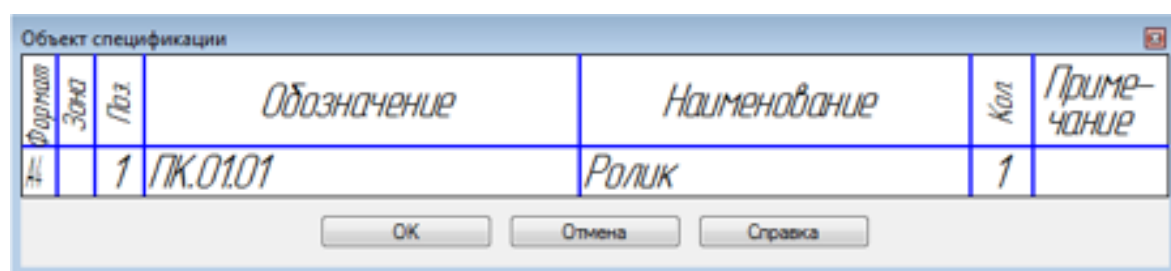 Объект спецификации
Формат Зона Поз. Обозначение Наименование Кол. Приме-
чание
А4 1 ПК.01.01 Ролик 1
ОК Отмена Справка